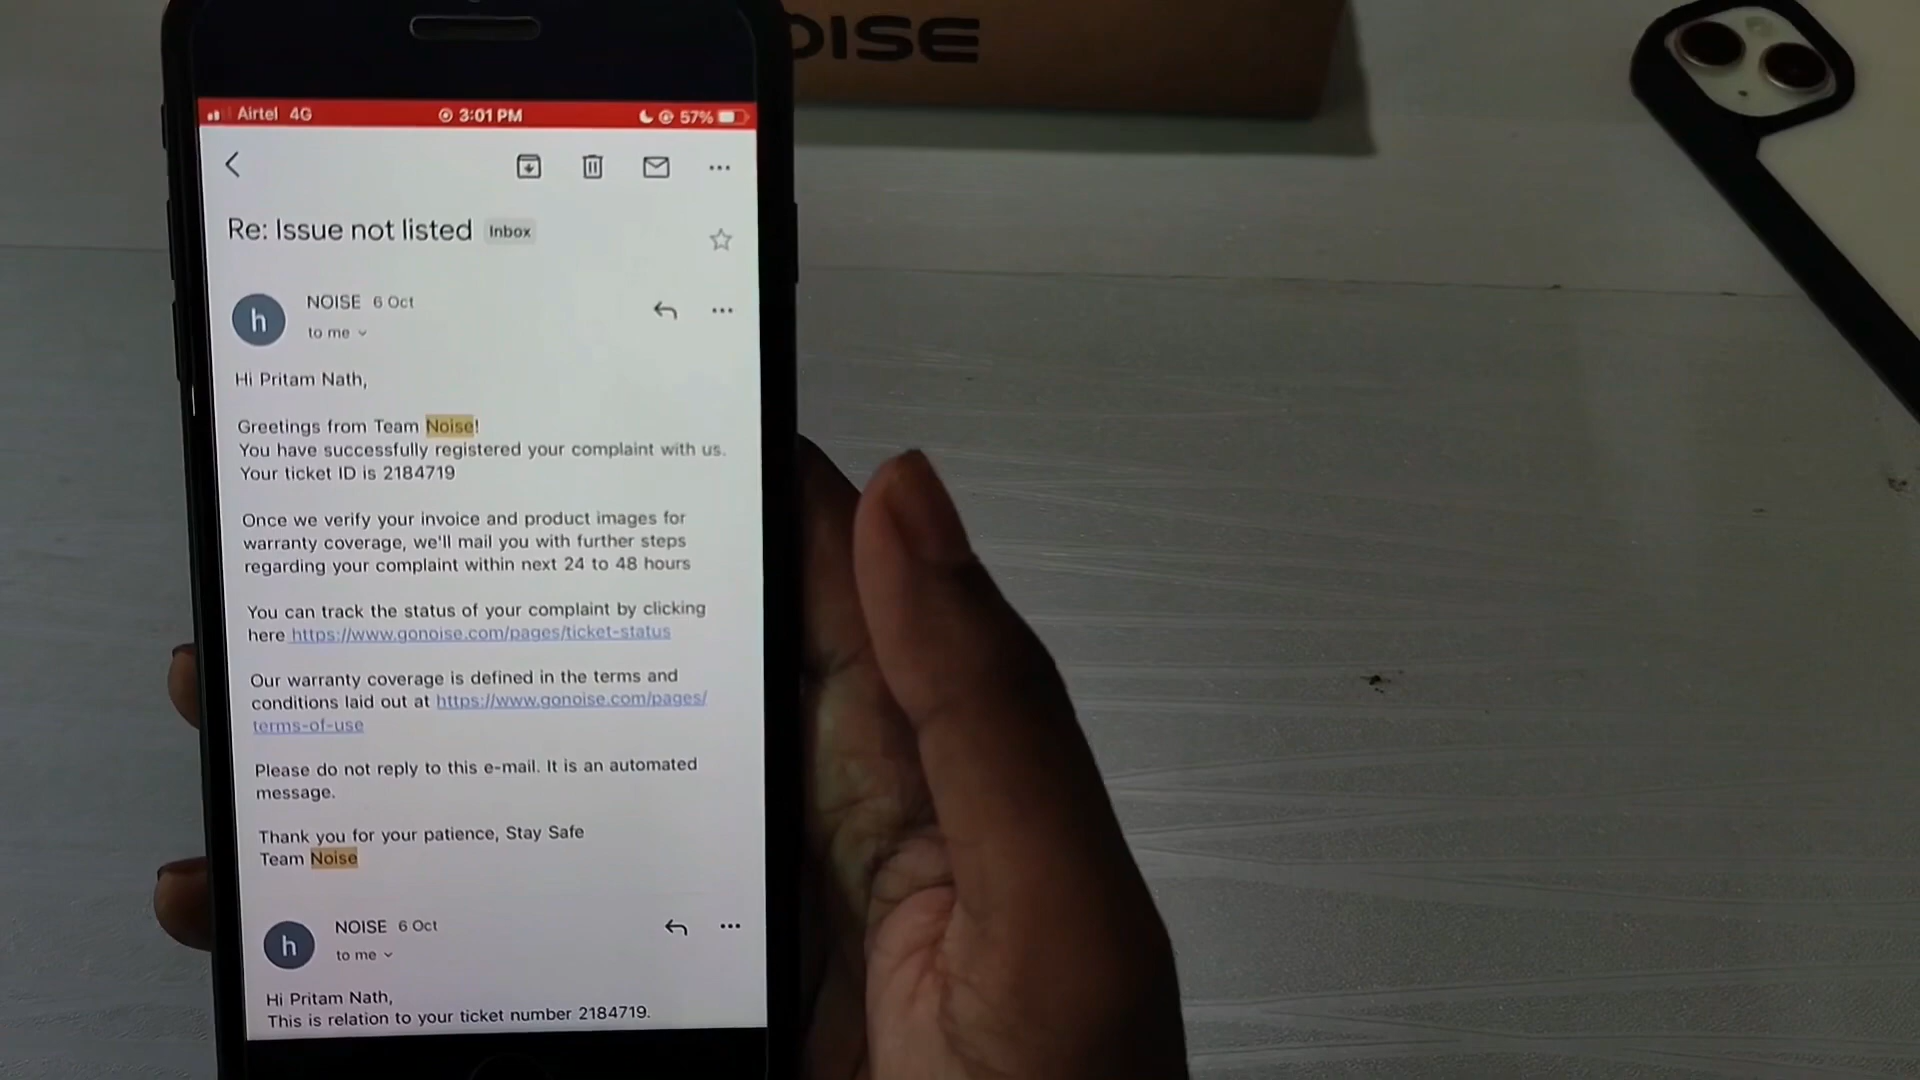 OISE
Airtel 4G 3:01 PM 57%
Re: Issue not listed Inbox
h NOISE 6 Oct
to me
Hi Pritam Nath,
Greetings from Team Noise!
You have successfully registered your complaint with us.
Your ticket ID is 2184719
Once we verify your invoice and product images for
warranty coverage, we'll mail you with further steps
regarding your complaint within next 24 to 48 hours
You can track the status of your complaint by clicking
here https://www.gonoise.com/pages/ticket-status
Our warranty coverage is defined in the terms and
conditions laid out at https://www.gonoise.com/pages/
terms-of-use
Please do not reply to this e-mail. It is an automated
message.
Thank you for your patience, Stay Safe
Team Noise
h NOISE 6 Oct
to me
Hi Pritam Nath,
This is relation to your ticket number 2184719.